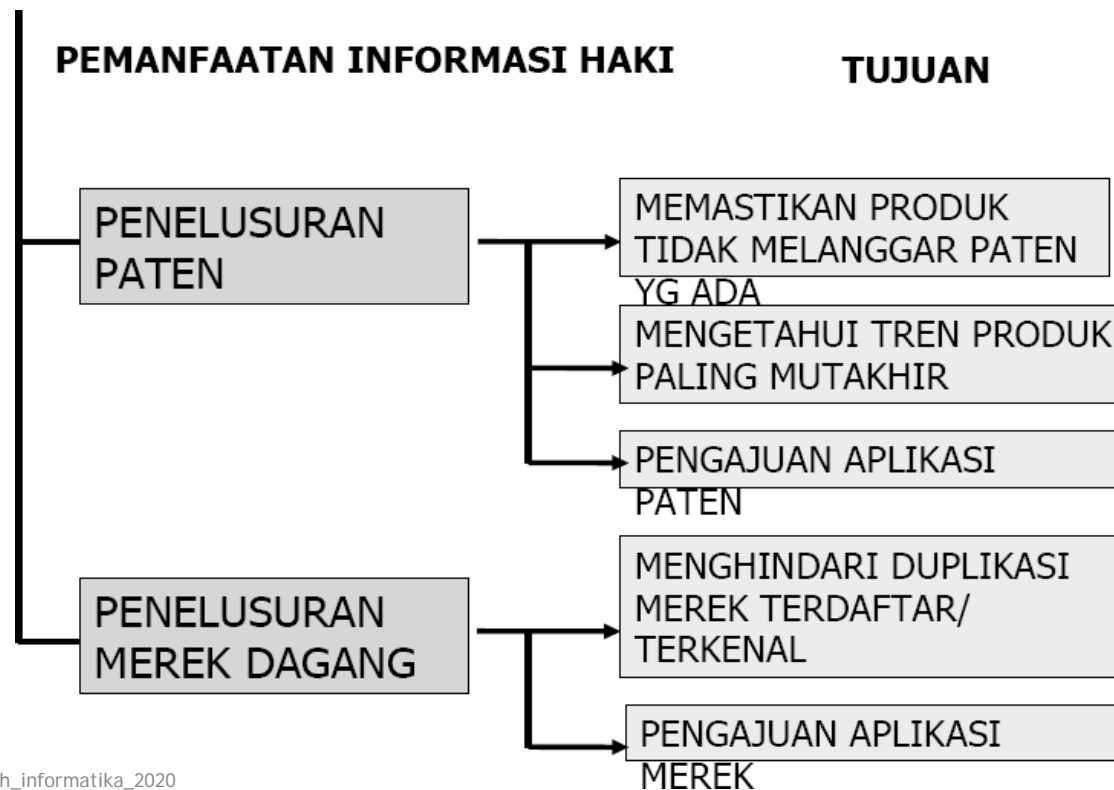 PEMANFAATAN INFORMASI HAKI
TUJUAN
PENELUSURAN
PATEN
MEMASTIKAN PRODUK
TIDAK MELANGGAR PATEN
YG ADA
MENGETAHUI TREN PRODUK
PALING MUTAKHIR
PENGAJUAN APLIKASI
PATEN
PENELUSURAN
MEREK DAGANG
MENGHINDARI DUPLIKASI
MEREK TERDAFTAR/
TERKENAL
PENGAJUAN APLIKASI
MEREK
h_informatika_2020